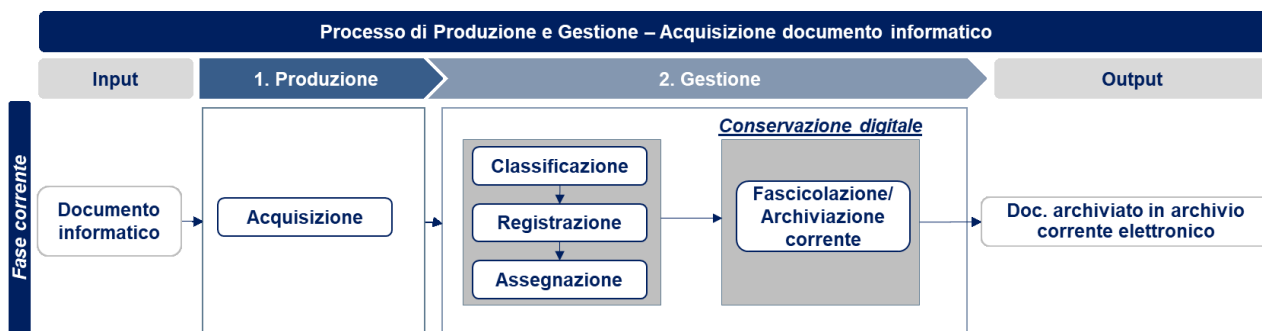 Processo di Produzione e Gestione – Acquisizione documento informatico
Input
1. Produzione
2. Gestione
Output
Fase corrente
Documento
informatico
Acquisizione
Classificazione
Registrazione
Assegnazione
Conservazione digitale
Fascicolazione/
Archiviazione
corrente
Doc. archiviato in archivio
corrente elettronico